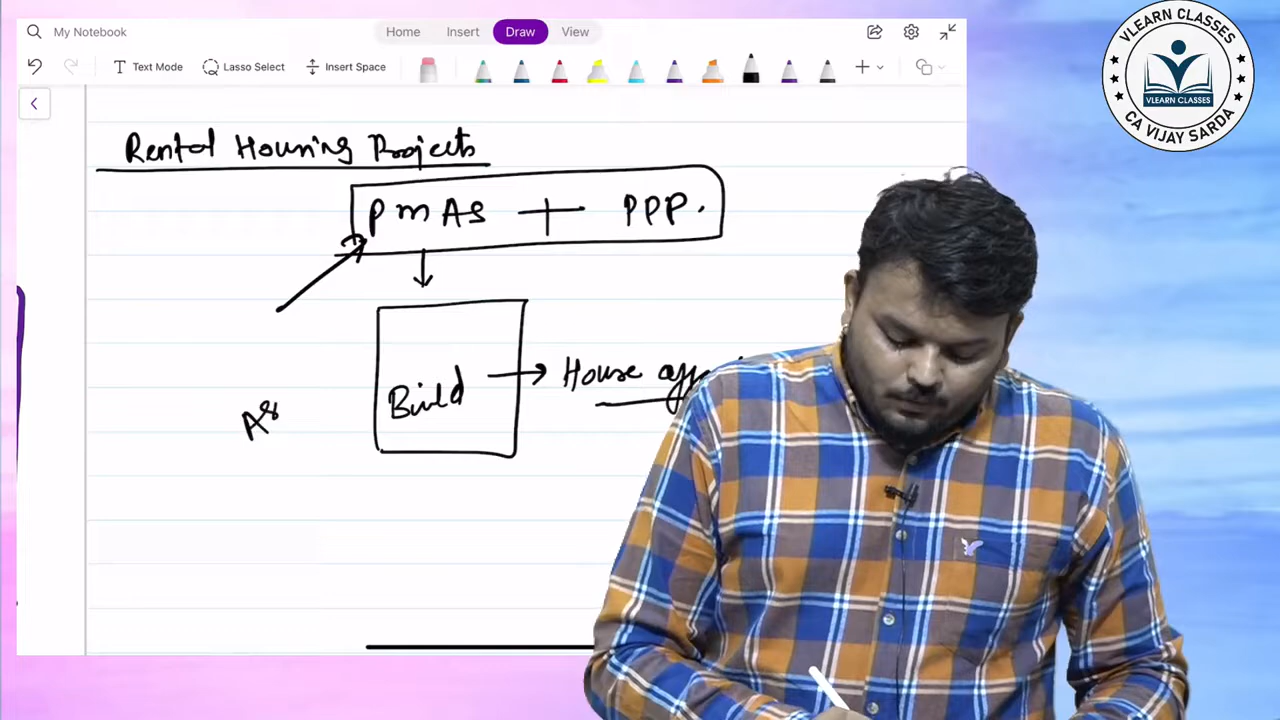 My Notebook
Home Insert Draw View
Text Mode Lasso Select Insert Space
Rental Housing Projects
PMAS + PPP.
Build → House
VLEARN CLASSES
VLEARN CLASSES
CA VIJAY SARDA